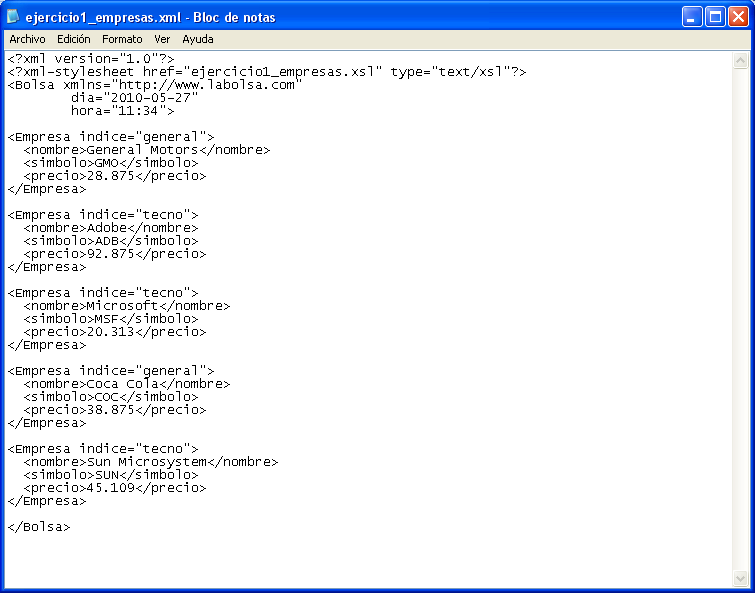 ejercicio1_empresas.xml - Bloc de notas
Archivo Edición Formato Ver Ayuda
<?xml version="1.0"?>
<?xml-stylesheet href="ejercicio1_empresas.xsl" type="text/xsl"?>
<Bolsa xmlns="http://www.labolsa.com"
        dia="2010-05-27"
        hora="11:34">

<Empresa indice="general">
  <nombre>General Motors</nombre>
  <simbolo>GMO</simbolo>
  <precio>28.875</precio>
</Empresa>

<Empresa indice="tecno">
  <nombre>Adobe</nombre>
  <simbolo>ADB</simbolo>
  <precio>92.875</precio>
</Empresa>

<Empresa indice="tecno">
  <nombre>Microsoft</nombre>
  <simbolo>MSF</simbolo>
  <precio>20.313</precio>
</Empresa>

<Empresa indice="general">
  <nombre>Coca Cola</nombre>
  <simbolo>COC</simbolo>
  <precio>38.875</precio>
</Empresa>

<Empresa indice="tecno">
  <nombre>Sun Microsystem</nombre>
  <simbolo>SUN</simbolo>
  <precio>45.109</precio>
</Empresa>

</Bolsa>